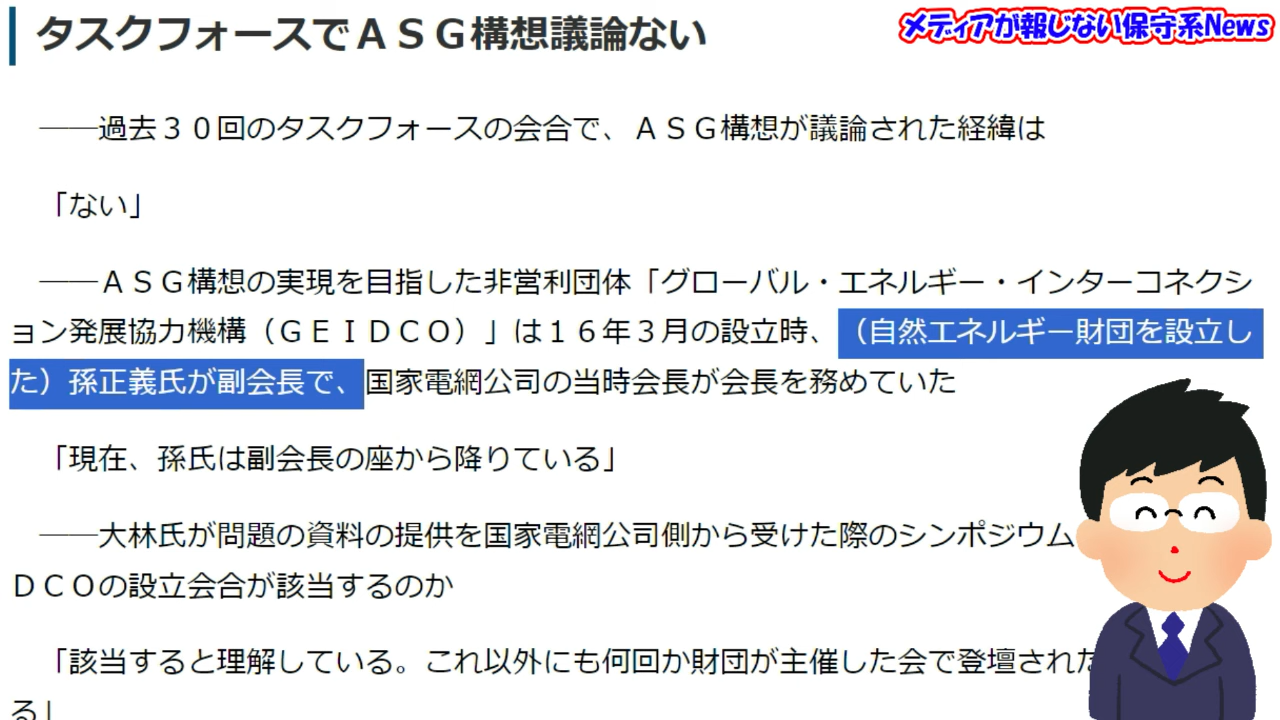 タスクフォースでＡＳＧ構想議論ない
メディアが報じない保守系News
――過去３０回のタスクフォースの会合で、ＡＳＧ構想が議論された経緯は
「ない」
――ＡＳＧ構想の実現を目指した非営利団体「グローバル・エネルギー・インターコネクシ
ョン発展協力機構（ＧＥＩＤＣＯ）」は１６年３月の設立時、（自然エネルギー財団を設立し
た）孫正義氏が副会長で、国家電網公司の当時会長が会長を務めていた
「現在、孫氏は副会長の座から降りている」
――大林氏が問題の資料の提供を国家電網公司側から受けた際のシンポジウム
ＤＣＯの設立会合が該当するのか
「該当すると理解している。これ以外にも何回か財団が主催した会で登壇された
る」